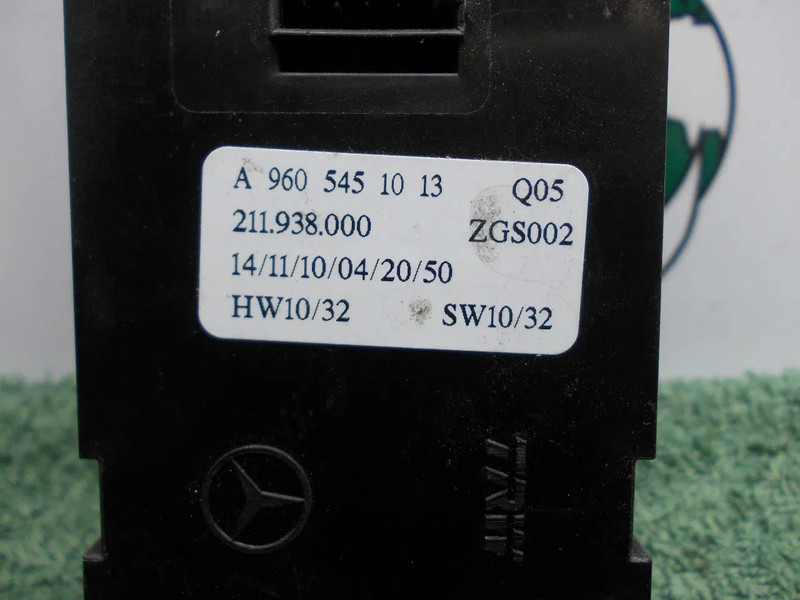 A 960 545 10 13 Q05
211.938.000 ZGS002
14/11/10/04/20/50
HW10/32 SW10/32
TRW